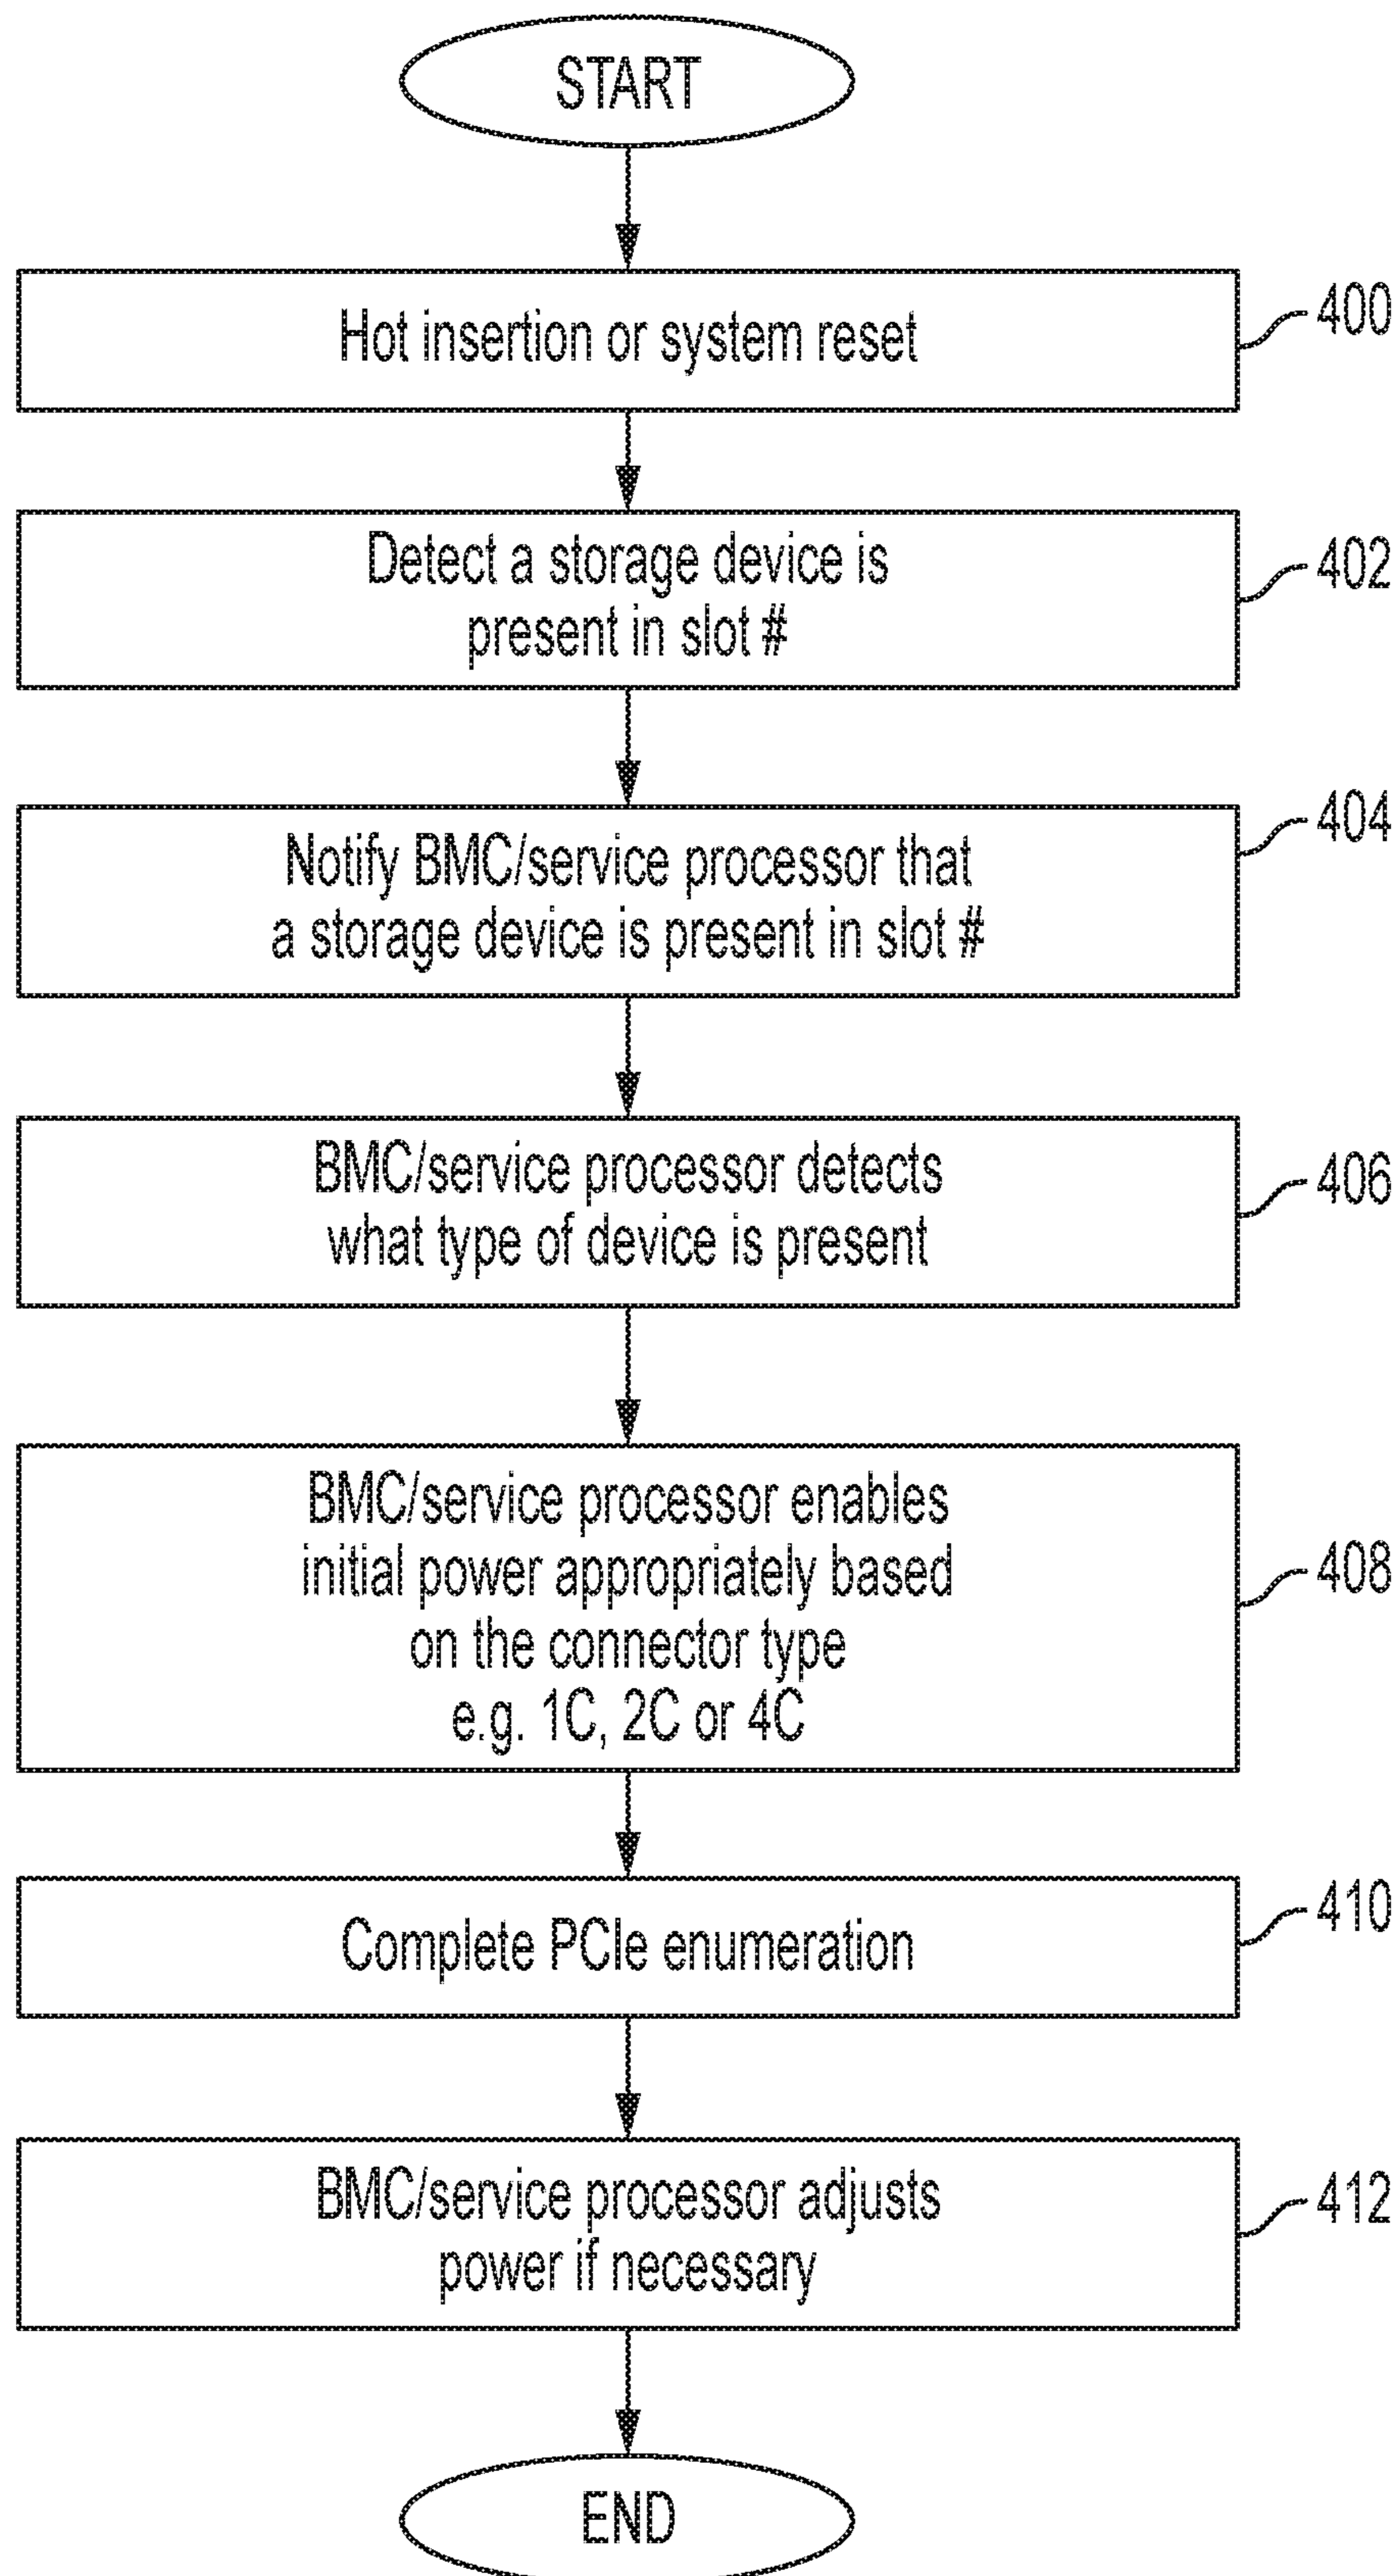 START
Hot insertion or system reset
400
Detect a storage device is
present in slot #
402
Notify BMC/service processor that
a storage device is present in slot #
404
BMC/service processor detects
what type of device is present
406
BMC/service processor enables
initial power appropriately based
on the connector type
e.g. 1C, 2C or 4C
408
Complete PCIe enumeration
410
BMC/service processor adjusts
power if necessary
412
END